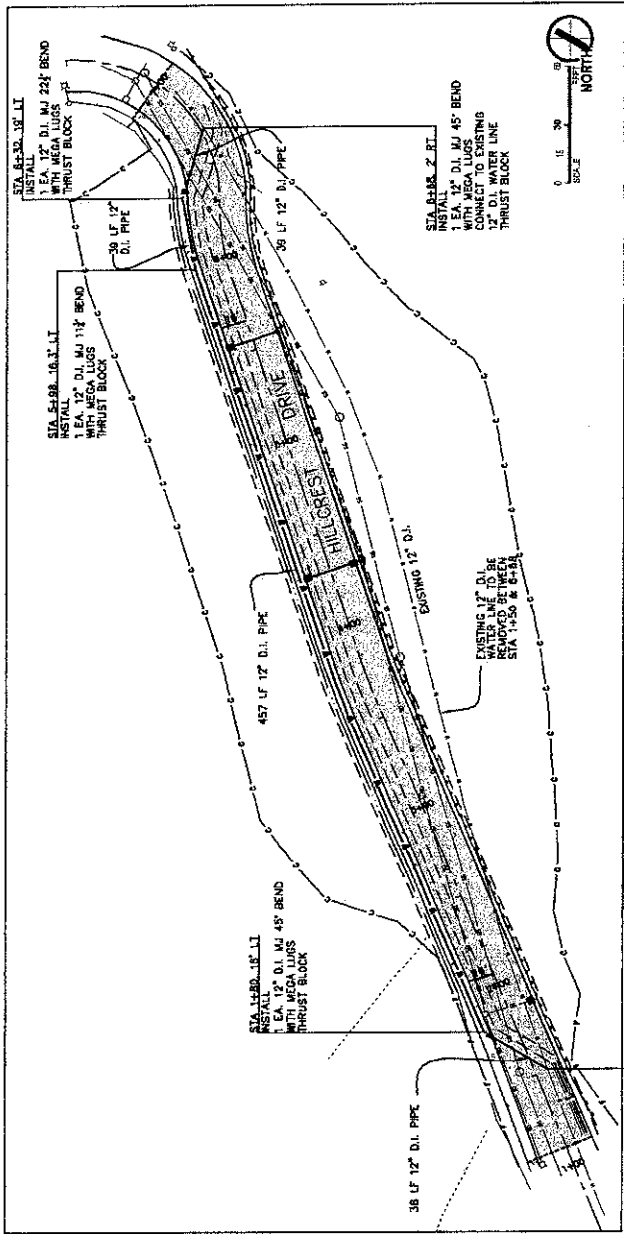 STA 6+32, 19' LT
INSTALL
1 EA. 12" D.I. MJ 22½° BEND
WITH MEGA LUGS
THRUST BLOCK
39 LF 12"
D.I. PIPE
STA 5+98, 16.3' LT
INSTALL
1 EA. 12" D.I. MJ 11¼° BEND
WITH MEGA LUGS
THRUST BLOCK
39 LF 12" D.I. PIPE
STA 6+68, 2' RT
INSTALL
1 EA. 12" D.I. MJ 45° BEND
WITH MEGA LUGS
CONNECT TO EXISTING
12" D.I. WATER LINE
THRUST BLOCK
0 15 30 60
SCALE FEET
NORTH
HILLCREST DRIVE
457 LF 12" D.I. PIPE
EXISTING 12" D.I.
EXISTING 12" D.I.
WATER LINE TO BE
REMOVED BETWEEN
STA 1+50 & 6+68
STA 1+80, 16' LT
INSTALL
1 EA. 12" D.I. MJ 45° BEND
WITH MEGA LUGS
THRUST BLOCK
38 LF 12" D.I. PIPE
1+00